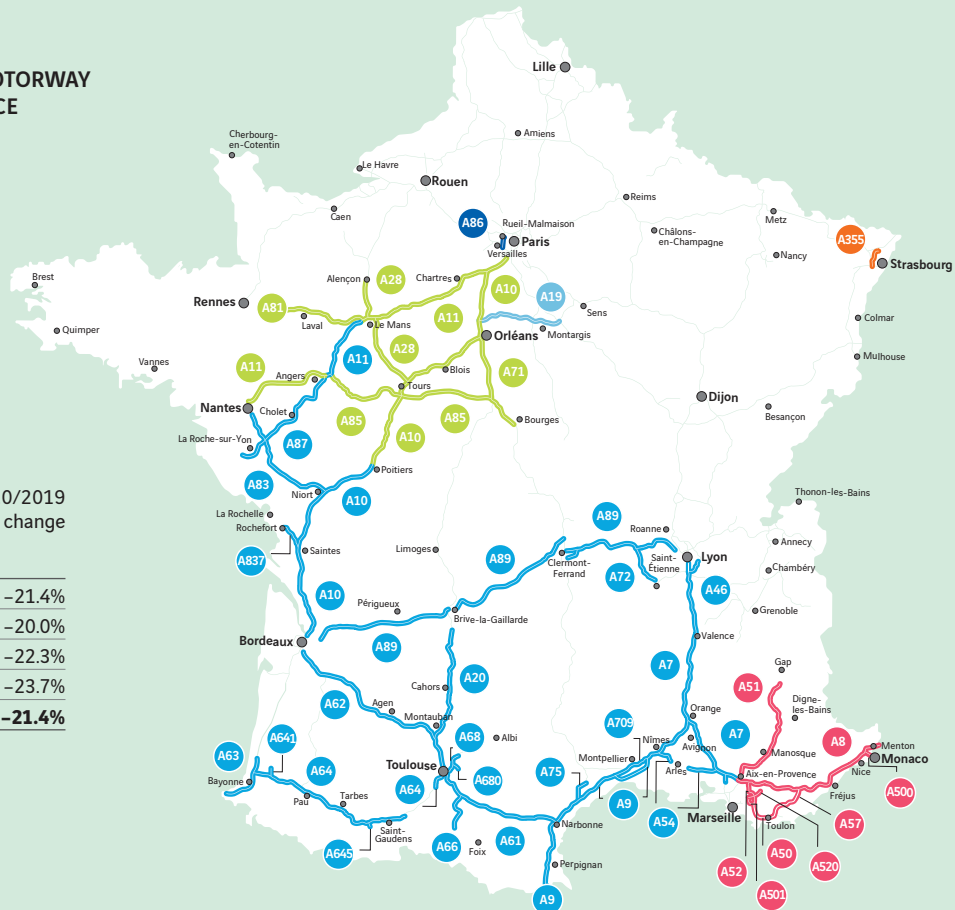 OTORWAY
CE
Lille
Amiens
Cherbourg-
en-Cotentin
Le Havre
Rouen
Reims
Caen
A86
Rueil-Malmaison
Paris
Versailles
Metz
Châlons-
en-Champagne
A355
Nancy
Strasbourg
Brest
Alençon
A28
Chartres
A10
A19
Rennes
A81
Laval
Le Mans
A11
Sens
Colmar
Quimper
Orléans
Montargis
A28
Vannes
A11
A11
Mulhouse
Angers
Blois
A71
Tours
Nantes
Cholet
Dijon
Besançon
A85
A85
Bourges
La Roche-sur-Yon
A87
A10
Poitiers
A83
Niort
A10
0/2019
change
Thonon-les-Bains
La Rochelle
Rochefort
A89
Roanne
Annecy
A837
Saintes
Limoges
A89
Clermont-
Ferrand
A72
Saint-
Étienne
Lyon
Chambéry
A46
–21.4%
A10
Périgueux
Brive-la-Gaillarde
Grenoble
–20.0%
Bordeaux
A89
Valence
–22.3%
A7
Gap
–23.7%
Cahors
A20
A51
Digne-
les-Bains
–21.4%
A62
Agen
Montauban
A709
Orange
A63
A641
A68
Albi
Nîmes
Avignon
A7
A8
Menton
Monaco
Manosque
Montpellier
Arles
Nice
Bayonne
A64
Toulouse
A680
A75
Aix-en-Provence
A500
Pau
Tarbes
A64
A9
A54
Marseille
Fréjus
Saint-
Gaudens
Narbonne
Toulon
A57
A645
A66
Foix
A61
A50
A520
Perpignan
A52
A501
A9